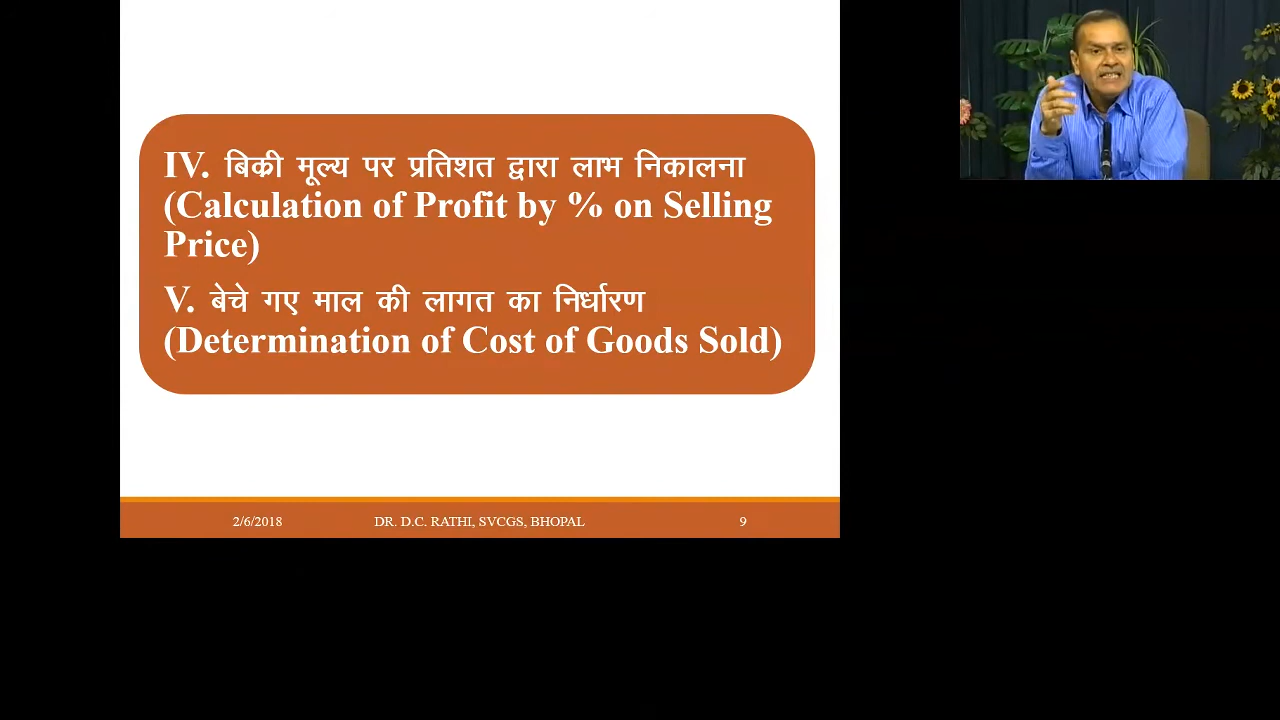 IV. बिक्री मूल्य पर प्रतिशत द्वारा लाभ निकालना
(Calculation of Profit by % on Selling
Price)
V. बेचे गए माल की लागत का निर्धारण
(Determination of Cost of Goods Sold)
2/6/2018 DR. D.C. RATHI, SVCGS, BHOPAL 9